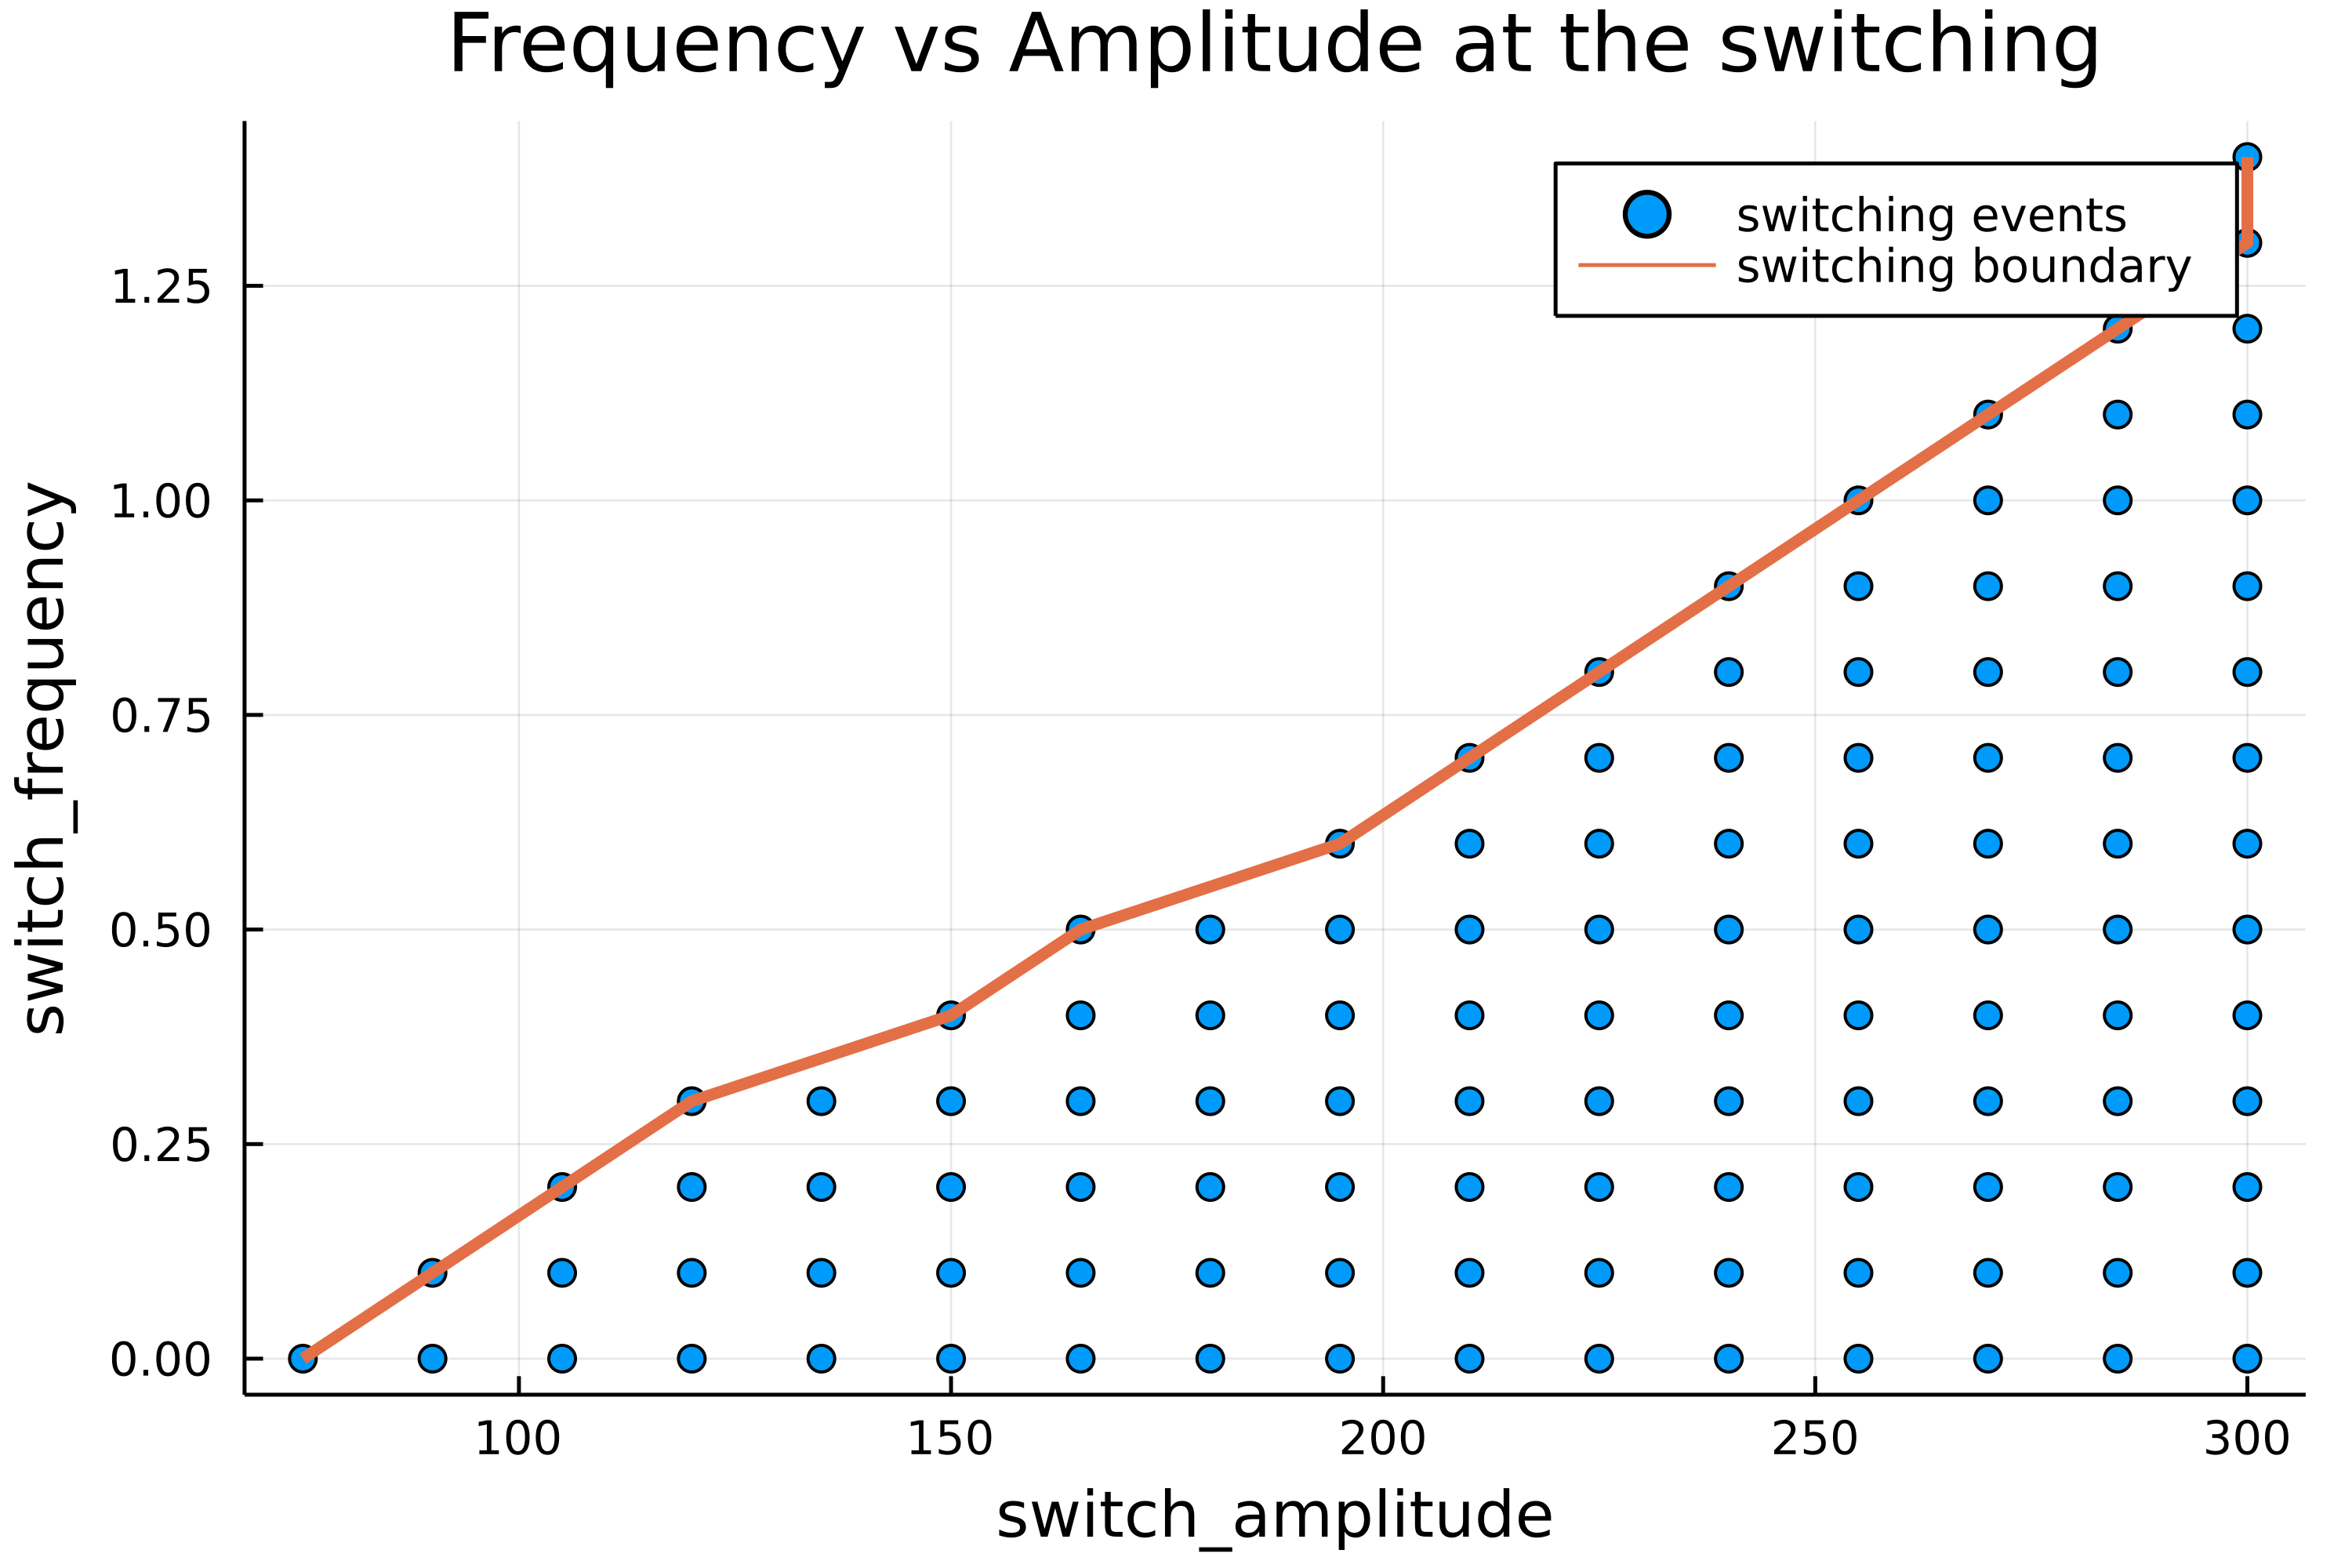 Frequency vs Amplitude at the switching
switching events
switching boundary
switch_frequency
1.25
1.00
0.75
0.50
0.25
0.00
100 150 200 250 300
switch_amplitude